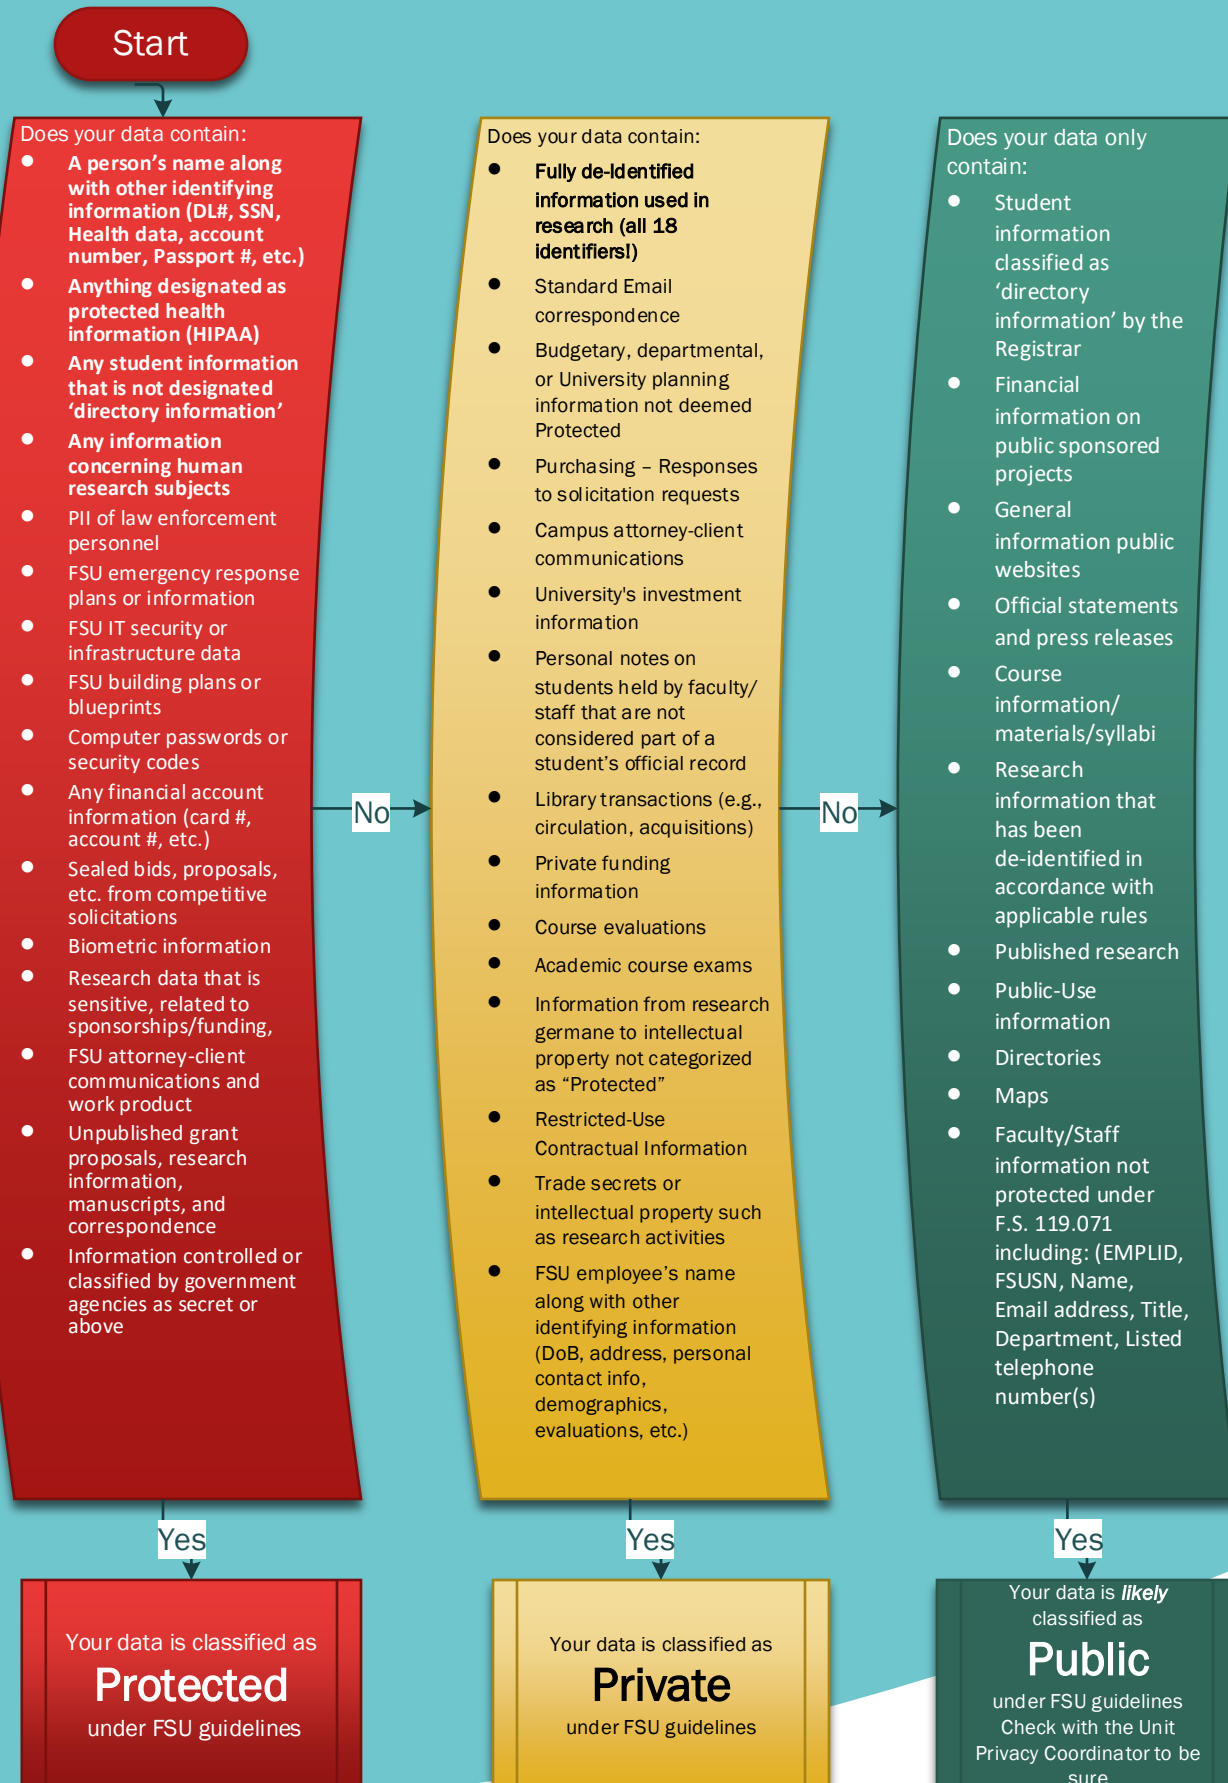 Start
Does your data contain:
● A person's name along
with other identifying
information (DL#, SSN,
Health data, account
number, Passport #, etc.)
● Anything designated as
protected health
information (HIPAA)
● Any student information
that is not designated
‘directory information’
● Any information
concerning human
research subjects
● PII of law enforcement
personnel
● FSU emergency response
plans or information
● FSU IT security or
infrastructure data
● FSU building plans or
blueprints
● Computer passwords or
security codes
● Any financial account
information (card #,
account #, etc.)
● Sealed bids, proposals,
etc. from competitive
solicitations
● Biometric information
● Research data that is
sensitive, related to
sponsorships/funding,
● FSU attorney-client
communications and
work product
● Unpublished grant
proposals, research
information,
manuscripts, and
correspondence
● Information controlled or
classified by government
agencies as secret or
above
No
Yes
Your data is classified as
Protected
under FSU guidelines
Does your data contain:
● Fully de-identified
information used in
research (all 18
identifiers!)
● Standard Email
correspondence
● Budgetary, departmental,
or University planning
information not deemed
Protected
● Purchasing – Responses
to solicitation requests
● Campus attorney-client
communications
● University's investment
information
● Personal notes on
students held by faculty/
staff that are not
considered part of a
student's official record
● Library transactions (e.g.,
circulation, acquisitions)
● Private funding
information
● Course evaluations
● Academic course exams
● Information from research
germane to intellectual
property not categorized
as “Protected”
● Restricted-Use
Contractual Information
● Trade secrets or
intellectual property such
as research activities
● FSU employee's name
along with other
identifying information
(DoB, address, personal
contact info,
demographics,
evaluations, etc.)
No
Yes
Your data is classified as
Private
under FSU guidelines
Does your data only
contain:
● Student
information
classified as
‘directory
information’ by the
Registrar
● Financial
information on
public sponsored
projects
● General
information public
websites
● Official statements
and press releases
● Course
information/
materials/syllabi
● Research
information that
has been
de-identified in
accordance with
applicable rules
● Published research
● Public-Use
information
● Directories
● Maps
● Faculty/Staff
information not
protected under
F.S. 119.071
including: (EMPLID,
FSUSN, Name,
Email address, Title,
Department, Listed
telephone
number(s)
Yes
Your data is likely
classified as
Public
under FSU guidelines
Check with the Unit
Privacy Coordinator to be
sure